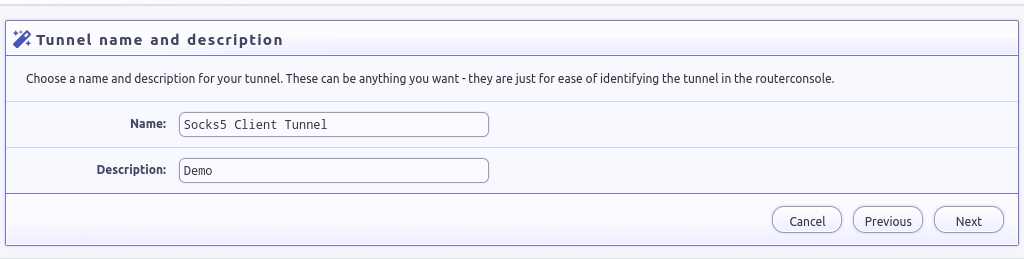 Tunnel name and description
Choose a name and description for your tunnel. These can be anything you want - they are just for ease of identifying the tunnel in the routerconsole.
Name: Socks5 Client Tunnel
Description: Demo
Cancel Previous Next